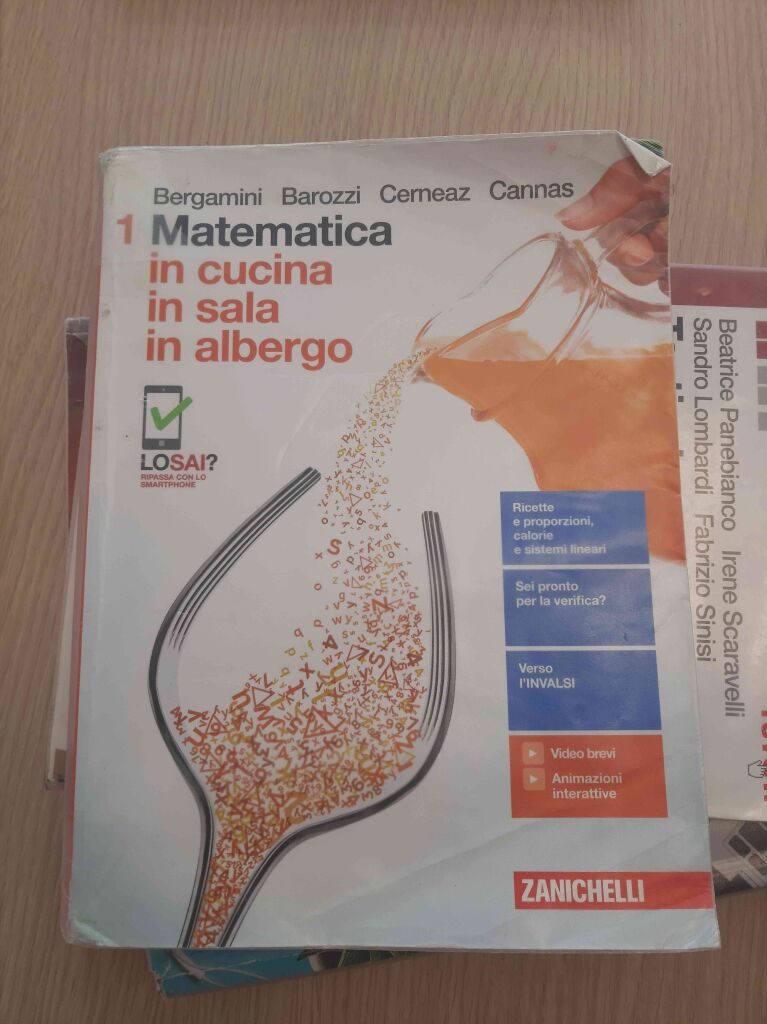 Bergamini Barozzi Cerneaz Cannas
1 Matematica
in cucina
in sala
in albergo
LOSAI?
RIPASSA CON LO
SMARTPHONE
Ricette
e proporzioni,
calorie
e sistemi lineari
Sei pronto
per la verifica?
Verso
l'INVALSI
Video brevi
Animazioni
interattive
ZANICHELLI
Beatrice Panebianco Irene Scaravelli
Sandro Lombardi Fabrizio Sinisi